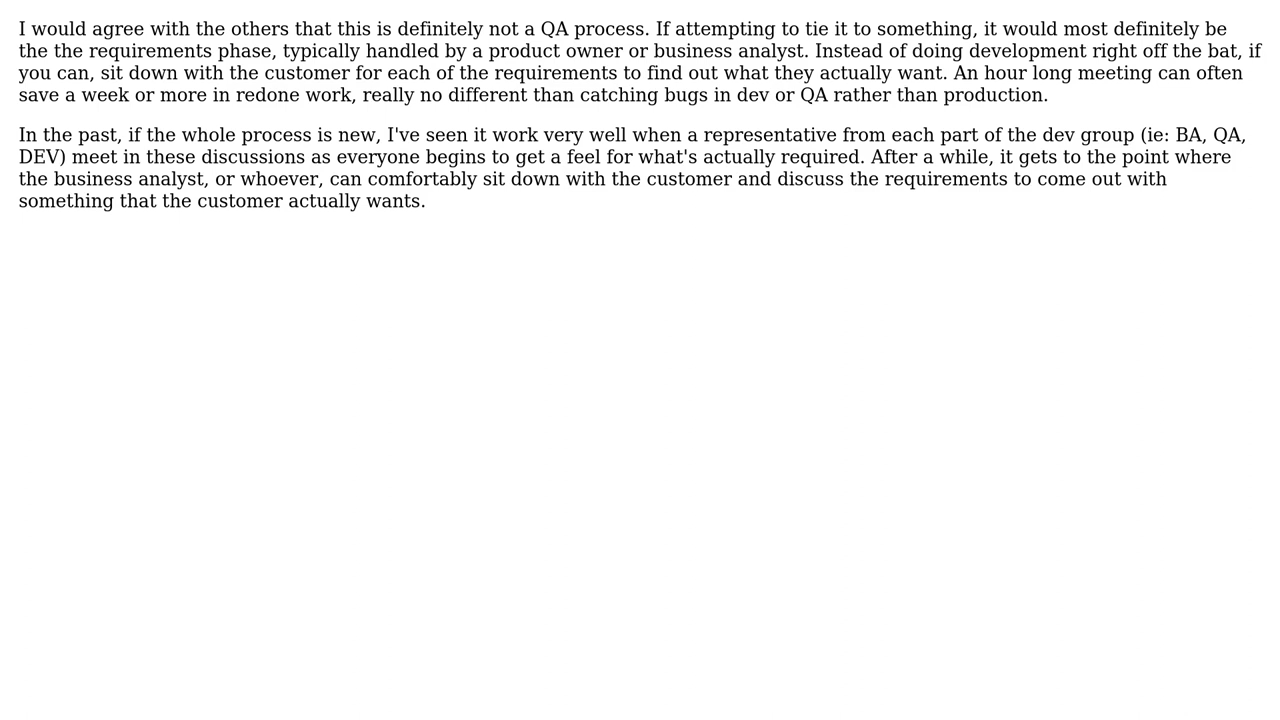 I would agree with the others that this is definitely not a QA process. If attempting to tie it to something, it would most definitely be
the the requirements phase, typically handled by a product owner or business analyst. Instead of doing development right off the bat, if
you can, sit down with the customer for each of the requirements to find out what they actually want. An hour long meeting can often
save a week or more in redone work, really no different than catching bugs in dev or QA rather than production.
In the past, if the whole process is new, I've seen it work very well when a representative from each part of the dev group (ie: BA, QA,
DEV) meet in these discussions as everyone begins to get a feel for what's actually required. After a while, it gets to the point where
the business analyst, or whoever, can comfortably sit down with the customer and discuss the requirements to come out with
something that the customer actually wants.